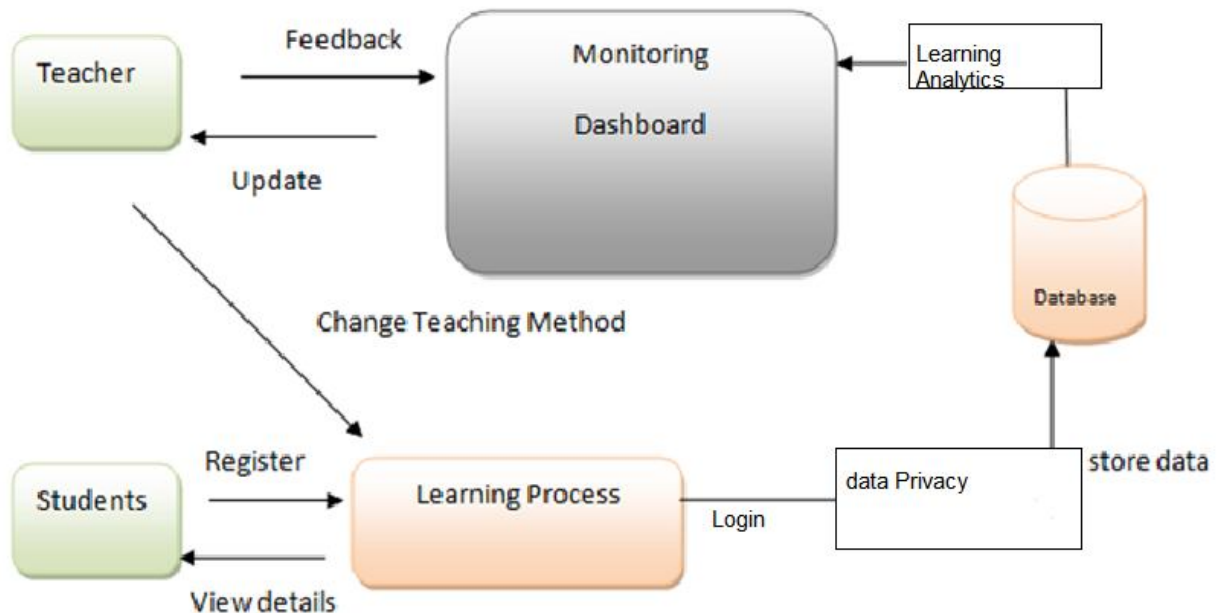 Feedback
Teacher
Monitoring
Dashboard
Learning
Analytics
Update
Database
Change Teaching Method
Register
Students
Learning Process
Login
data Privacy
store data
View details